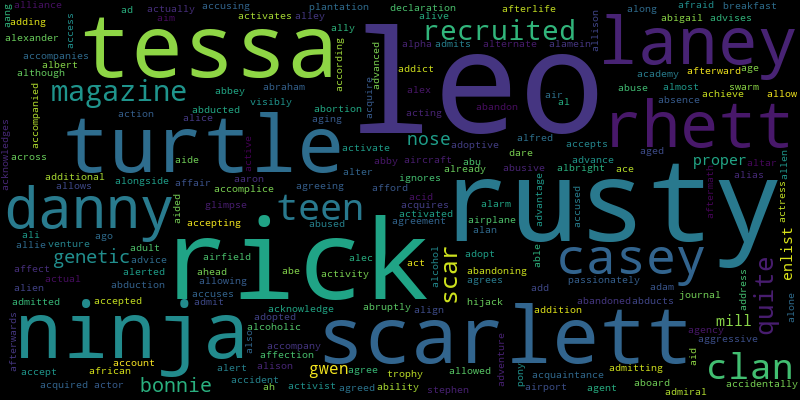 alliance ad actually accusing plantation declaration afterlife afraid breakfast
aang adding aim activates alley ally alive abigail advises along
alexander access tessa according leo recruited alpha admits alternate alamein allison laney
accompanies albert although advanced addict academy afterward age
magazine abbey abraham visibly acquire alex abandon air al abuse almost swarm achieve allow
accompanied abducted abortion acting absence rhett
acknowledges action alice aging nose alfred accepts aged proper
turtle activate adoptive dare advance ace altar
across aide active abby aircraft abu already abusive albright alias alien
additional alongside aaron alter ignores
allows affair accomplice agreeing afford acid advantage accused actress
danny aided glimpse teen acquires alarm rusty aftermath
accepting abused activated airplane
ali ago rick agreement alan able enlist
allie venture adult airfield alec act alcohol scar adopt casey
genetic advice ahead abe activity abandoning passionately address quite
affect alerted allowing agrees add adam
alien actual abduction accuses hijack abandoned abducts journal alone
admitted accepted admit acknowledge abruptly align addition mill
ninja adopted scarlett agency
alcoholic also accompany aggressive
afterwards account affection adventure pony aid admitting clan
accept african alert alison gwen agree trophy allowed acquaintance aboard accidentally
acquired actor bonnie accident ah activist agreed ability stephen airport agent admiral